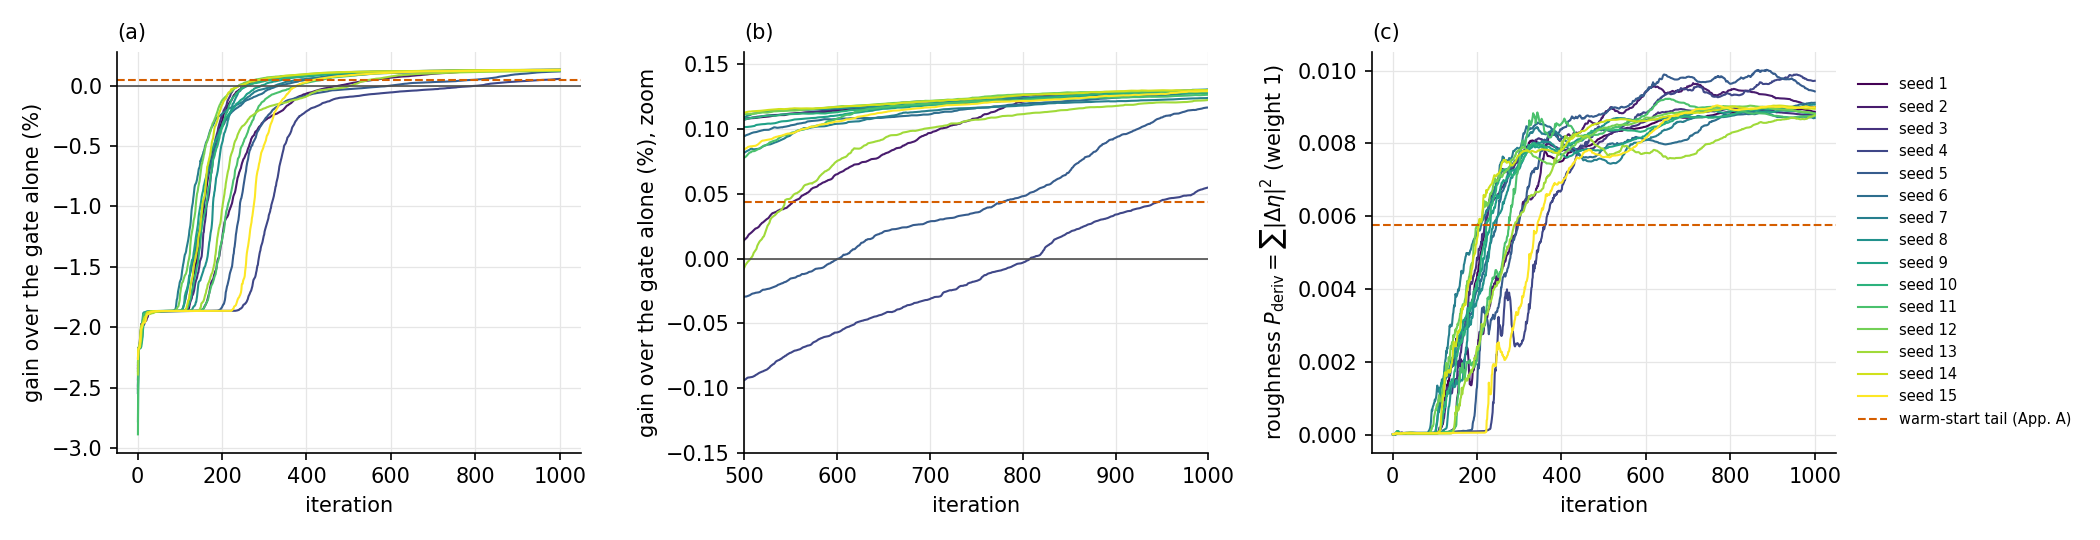 (a)
gain over the gate alone (%)
0.0
−0.5
−1.0
−1.5
−2.0
−2.5
−3.0
0 200 400 600 800 1000
iteration
(b)
gain over the gate alone (%), zoom
0.15
0.10
0.05
0.00
−0.05
−0.10
−0.15
500 600 700 800 900 1000
iteration
(c)
roughness P_deriv = ∑|Δη|² (weight 1)
0.010
0.008
0.006
0.004
0.002
0.000
0 200 400 600 800 1000
iteration
seed 1
seed 2
seed 3
seed 4
seed 5
seed 6
seed 7
seed 8
seed 9
seed 10
seed 11
seed 12
seed 13
seed 14
seed 15
warm-start tail (App. A)